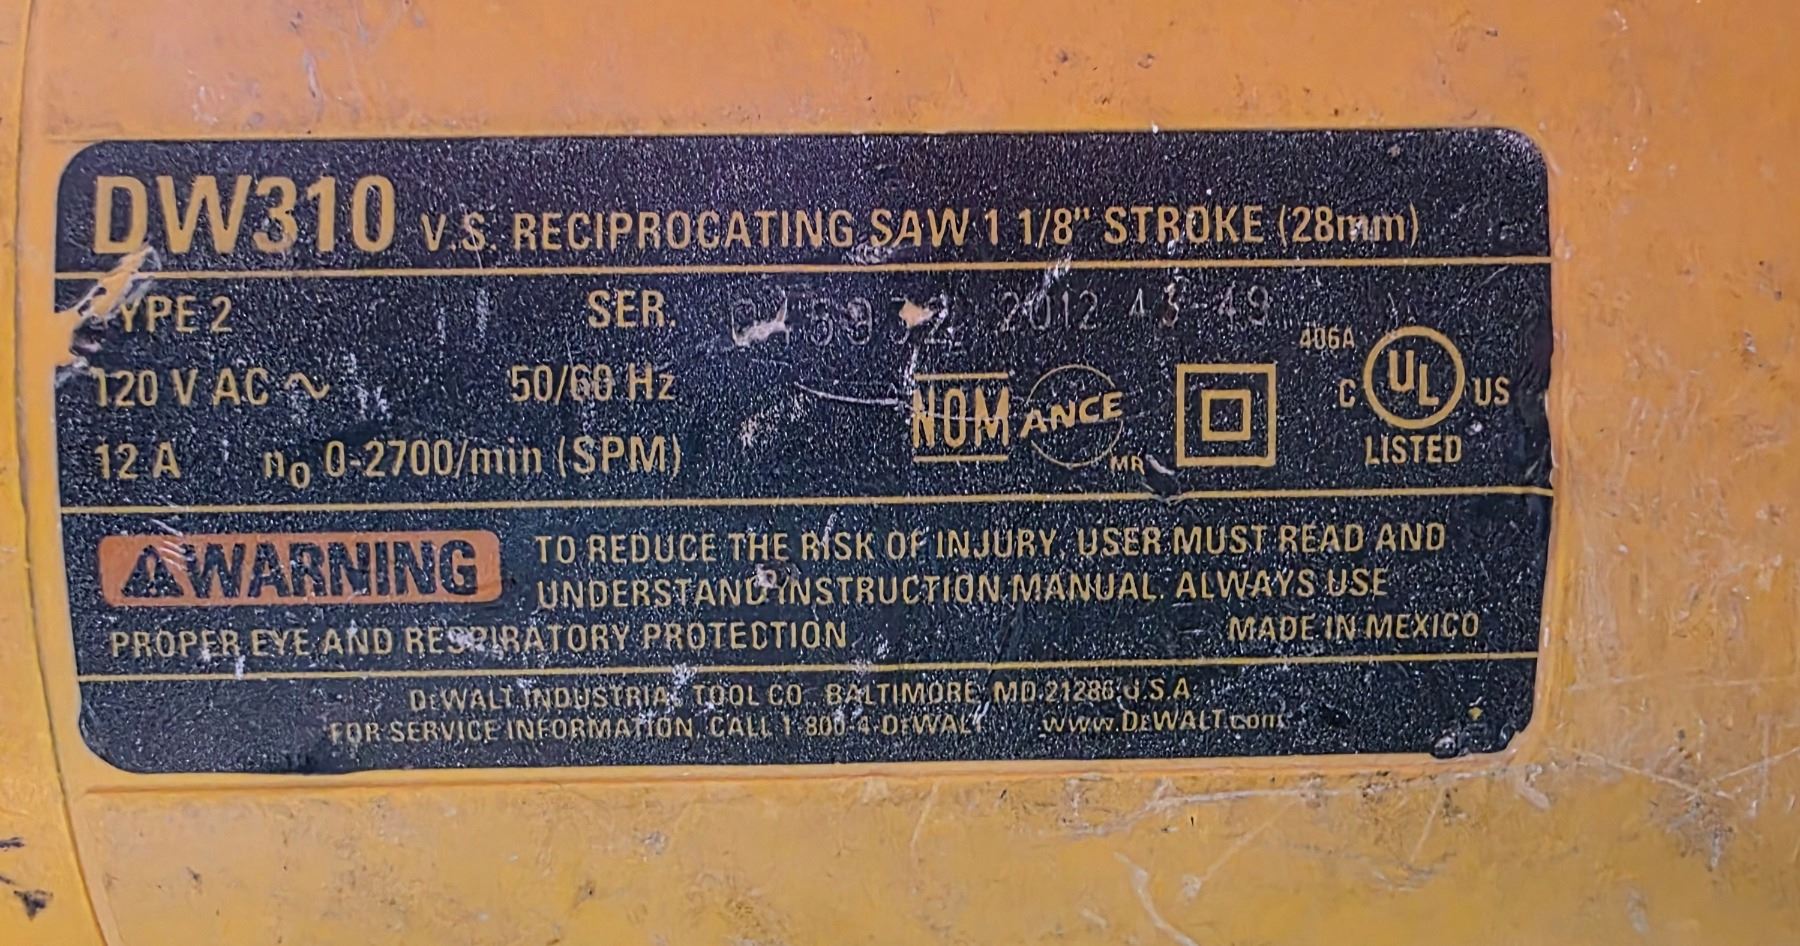 DW310 V.S. RECIPROCATING SAW 1 1/8" STROKE (28mm)
TYPE 2 SER. 2012 43-49
120 V AC ~ 50/60 Hz
12 A n0 0-2700/min (SPM)
NOM ANCE MR
406A
C UL US
LISTED
WARNING TO REDUCE THE RISK OF INJURY, USER MUST READ AND
UNDERSTAND INSTRUCTION MANUAL. ALWAYS USE
PROPER EYE AND RESPIRATORY PROTECTION
MADE IN MEXICO
DeWALT INDUSTRIAL TOOL CO. BALTIMORE, MD 21286 U.S.A.
FOR SERVICE INFORMATION, CALL 1-800-4-DeWALT www.DeWALT.com